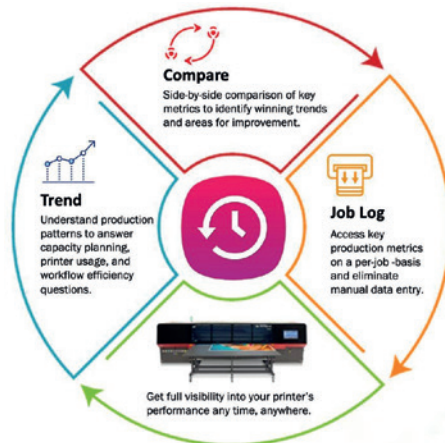 Compare
Side-by-side comparison of key
metrics to identify winning trends
and areas for improvement.
Trend
Understand production
patterns to answer
capacity planning,
printer usage, and
workflow efficiency
questions.
Job Log
Access key
production metrics
on a per-job -basis
and eliminate
manual data entry.
Get full visibility into your printer's
performance any time, anywhere.